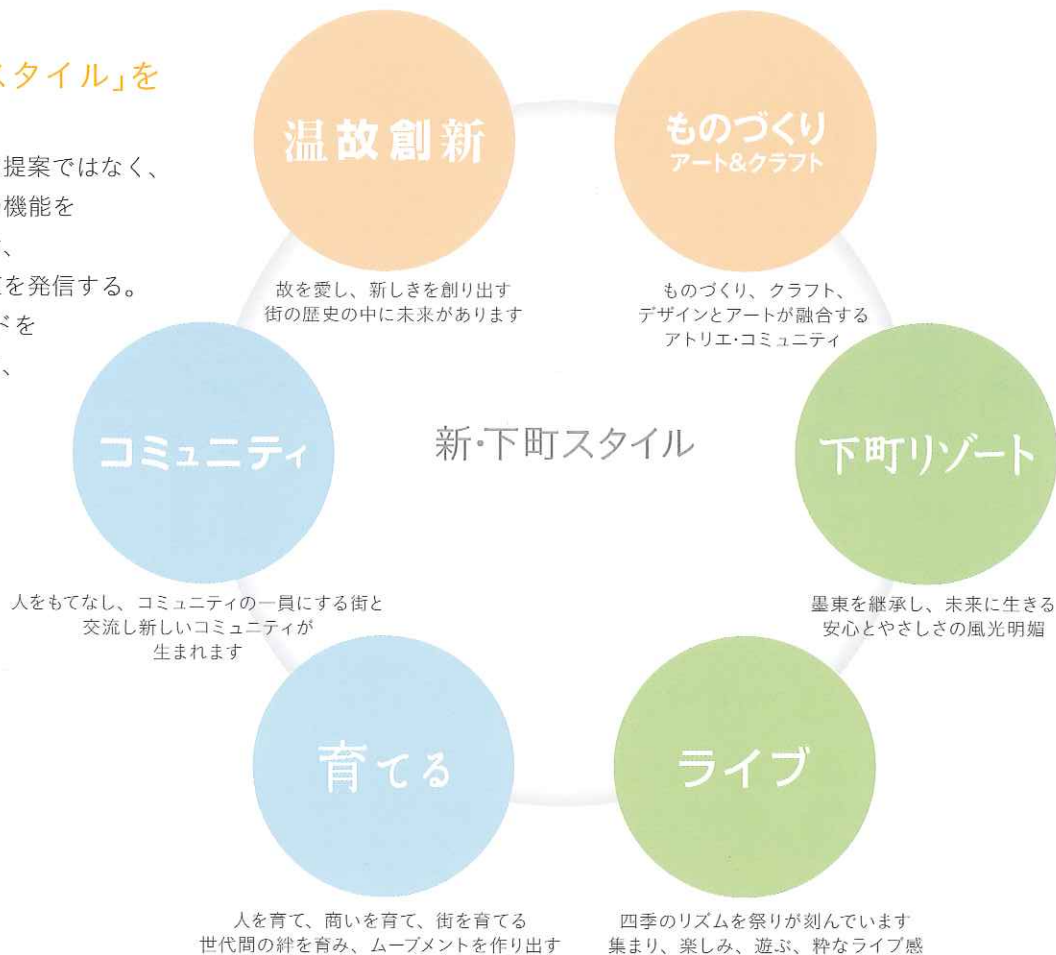 スタイル」を
提案ではなく、
機能を
、
を発信する。
ドを
、
温故創新
故を愛し、新しきを創り出す
街の歴史の中に未来があります
ものづくり
アート&クラフト
ものづくり、クラフト、
デザインとアートが融合する
アトリエ・コミュニティ
コミュニティ
人をもてなし、コミュニティの一員にする街と
交流し新しいコミュニティが
生まれます
新・下町スタイル
下町リゾート
墨東を継承し、未来に生きる
安心とやさしさの風光明媚
育てる
人を育て、商いを育て、街を育てる
世代間の絆を育み、ムーブメントを作り出す
ライブ
四季のリズムを祭りが刻んでいます
集まり、楽しみ、遊ぶ、粋なライブ感